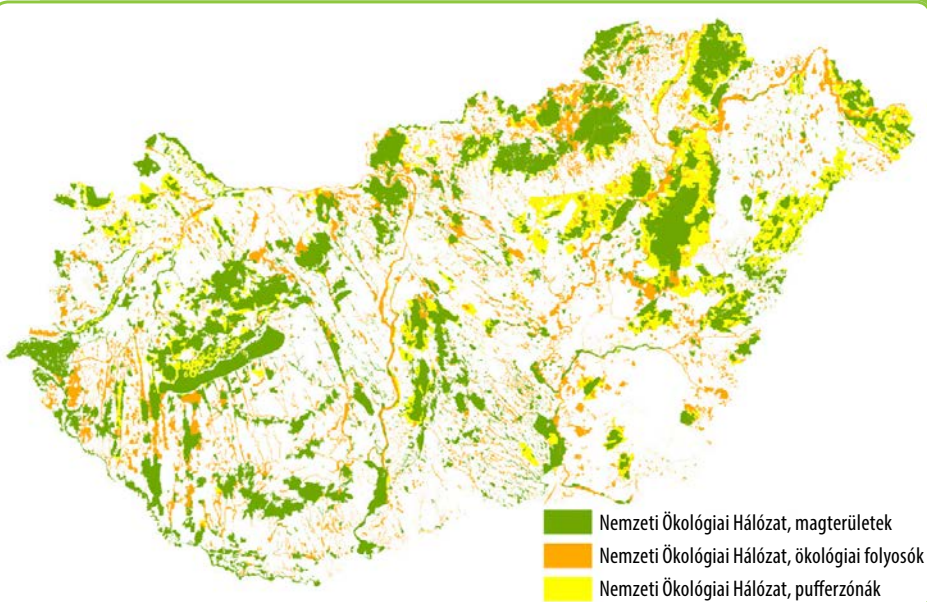 Nemzeti Ökológiai Hálózat, magterületek
Nemzeti Ökológiai Hálózat, ökológiai folyosók
Nemzeti Ökológiai Hálózat, pufferzónák